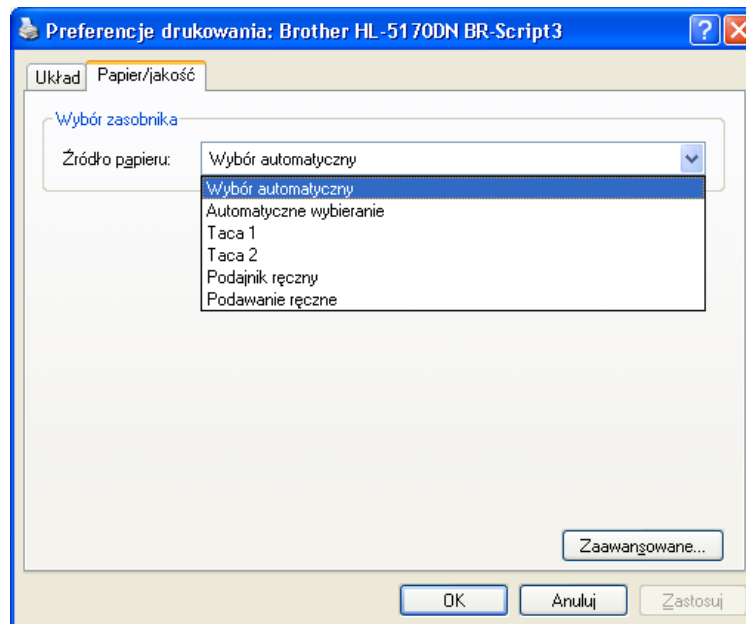 Preferencje drukowania: Brother HL-5170DN BR-Script3
Układ
Papier/jakość
Wybór zasobnika
Źródło papieru:
Wybór automatyczny
Wybór automatyczny
Automatyczne wybieranie
Taca 1
Taca 2
Podajnik ręczny
Podawanie ręczne
Zaawansowane...
OK
Anuluj
Zastosuj